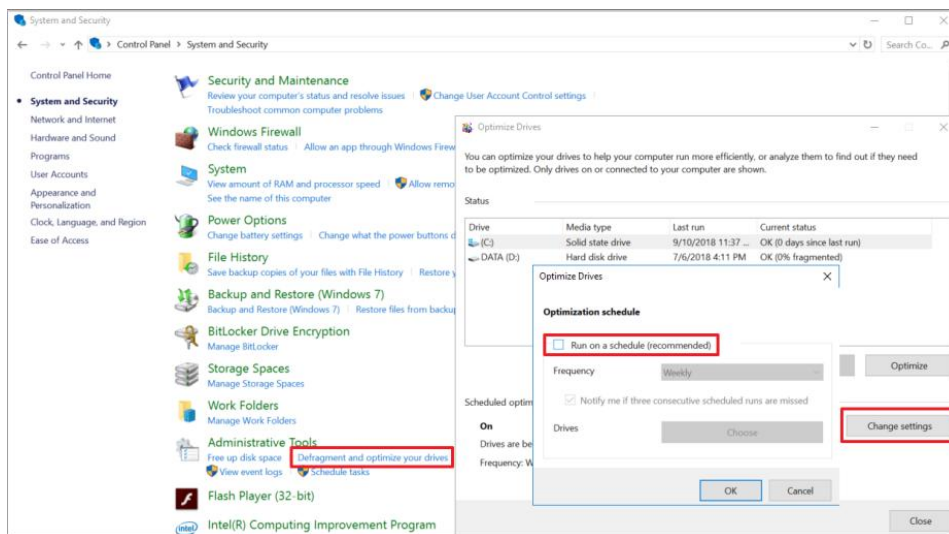 System and Security
Control Panel > System and Security
Search Co...
Control Panel Home
System and Security
Network and Internet
Hardware and Sound
Programs
User Accounts
Appearance and
Personalization
Clock, Language, and Region
Ease of Access
Security and Maintenance
Review your computer's status and resolve issues
Change User Account Control settings
Troubleshoot common computer problems
Windows Firewall
Check firewall status
Allow an app through Windows Firew
System
View amount of RAM and processor speed
Allow remo
See the name of this computer
Power Options
Change battery settings
Change what the power buttons d
File History
Save backup copies of your files with File History
Restore y
Backup and Restore (Windows 7)
Backup and Restore (Windows 7)
Restore files from backup
BitLocker Drive Encryption
Manage BitLocker
Storage Spaces
Manage Storage Spaces
Work Folders
Manage Work Folders
Administrative Tools
Free up disk space
Defragment and optimize your drives
View event logs
Schedule tasks
Flash Player (32-bit)
Intel(R) Computing Improvement Program
Optimize Drives
You can optimize your drives to help your computer run more efficiently, or analyze them to find out if they need
to be optimized. Only drives on or connected to your computer are shown.
Status
Drive Media type Last run Current status
(C:) Solid state drive 9/10/2018 11:37 ... OK (0 days since last run)
DATA (D:) Hard disk drive 7/6/2018 4:11 PM OK (0% fragmented)
Optimize
Scheduled optim
On
Drives are be
Frequency: W
Change settings
Close
Optimize Drives
Optimization schedule
Run on a schedule (recommended)
Frequency Weekly
Notify me if three consecutive scheduled runs are missed
Drives Choose
OK Cancel